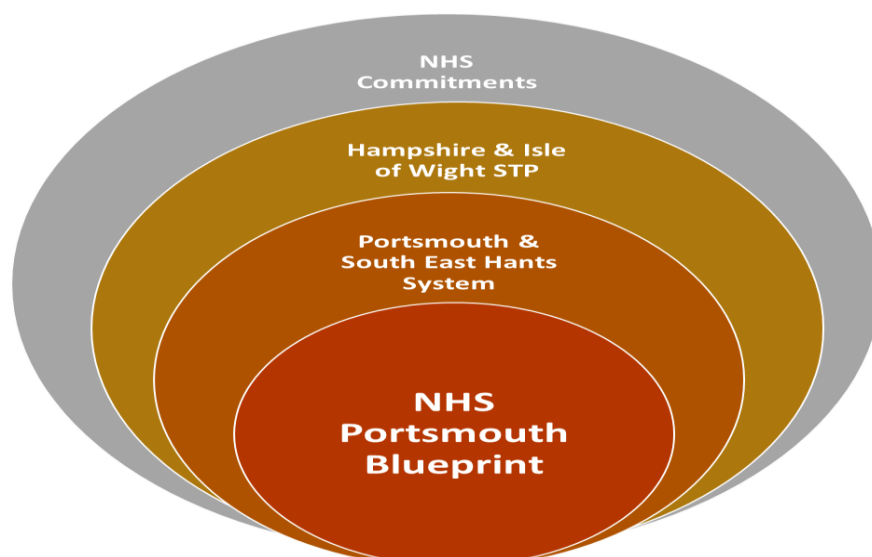 NHS
Commitments
Hampshire & Isle
of Wight STP
Portsmouth &
South East Hants
System
NHS
Portsmouth
Blueprint